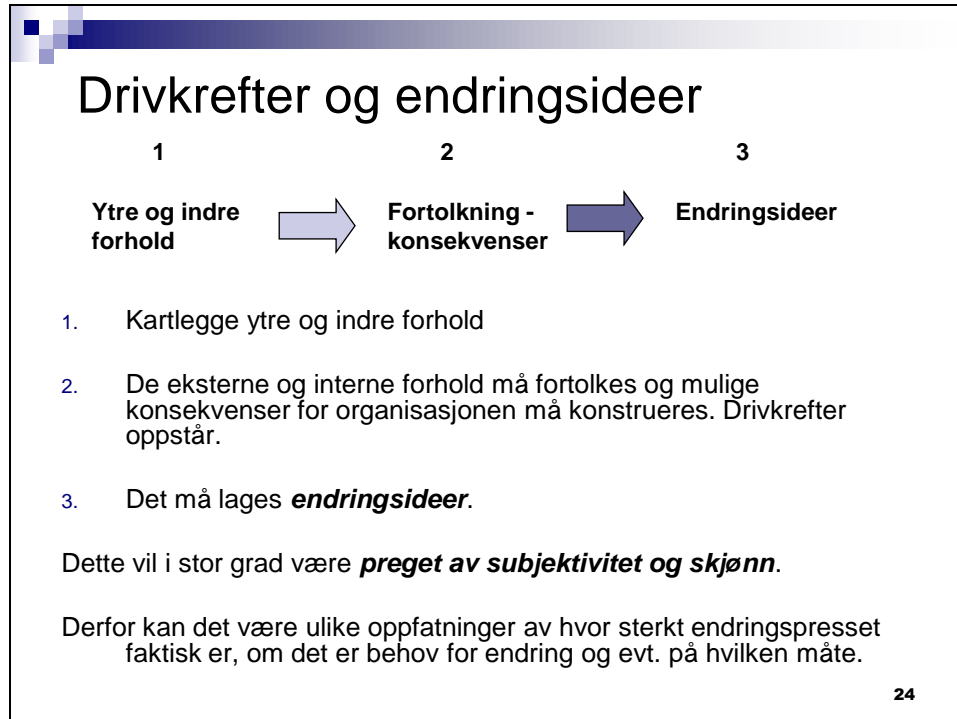 Drivkrefter og endringsideer
1 2 3
Ytre og indre forhold
Fortolkning - konsekvenser
Endringsideer
1. Kartlegge ytre og indre forhold
2. De eksterne og interne forhold må fortolkes og mulige
konsekvenser for organisasjonen må konstrueres. Drivkrefter
oppstår.
3. Det må lages endringsideer.
Dette vil i stor grad være preget av subjektivitet og skjønn.
Derfor kan det være ulike oppfatninger av hvor sterkt endringspresset
faktisk er, om det er behov for endring og evt. på hvilken måte.
24